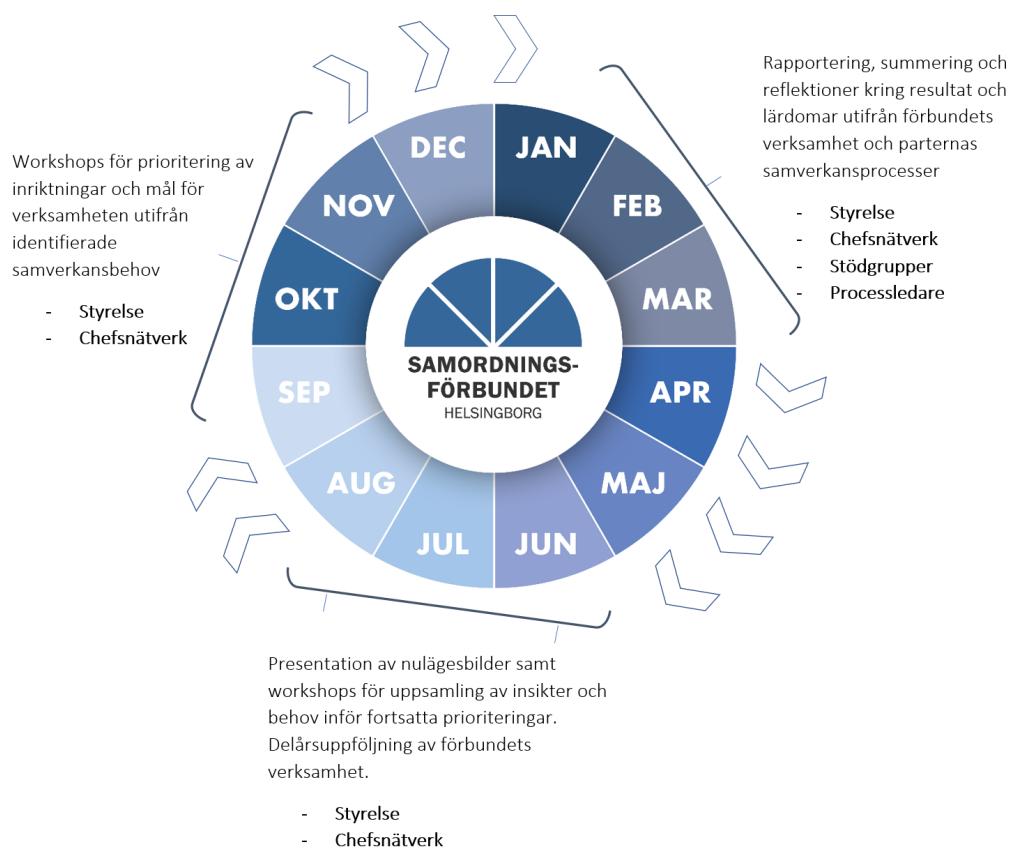 Rapportering, summering och
reflektioner kring resultat och
lärdomar utifrån förbundets
verksamhet och parternas
samverkansprocesser
- Styrelse
- Chefsnätverk
- Stödgrupper
- Processledare
Workshops för prioritering av
inriktningar och mål för
verksamheten utifrån
identifierade
samverkansbehov
- Styrelse
- Chefsnätverk
JAN
FEB
MAR
APR
MAJ
JUN
JUL
AUG
SEP
OKT
NOV
DEC
SAMORDNINGS-
FÖRBUNDET
HELSINGBORG
Presentation av nulägesbilder samt
workshops för uppsamling av insikter och
behov inför fortsatta prioriteringar.
Delårsuppföljning av förbundets
verksamhet.
- Styrelse
- Chefsnätverk